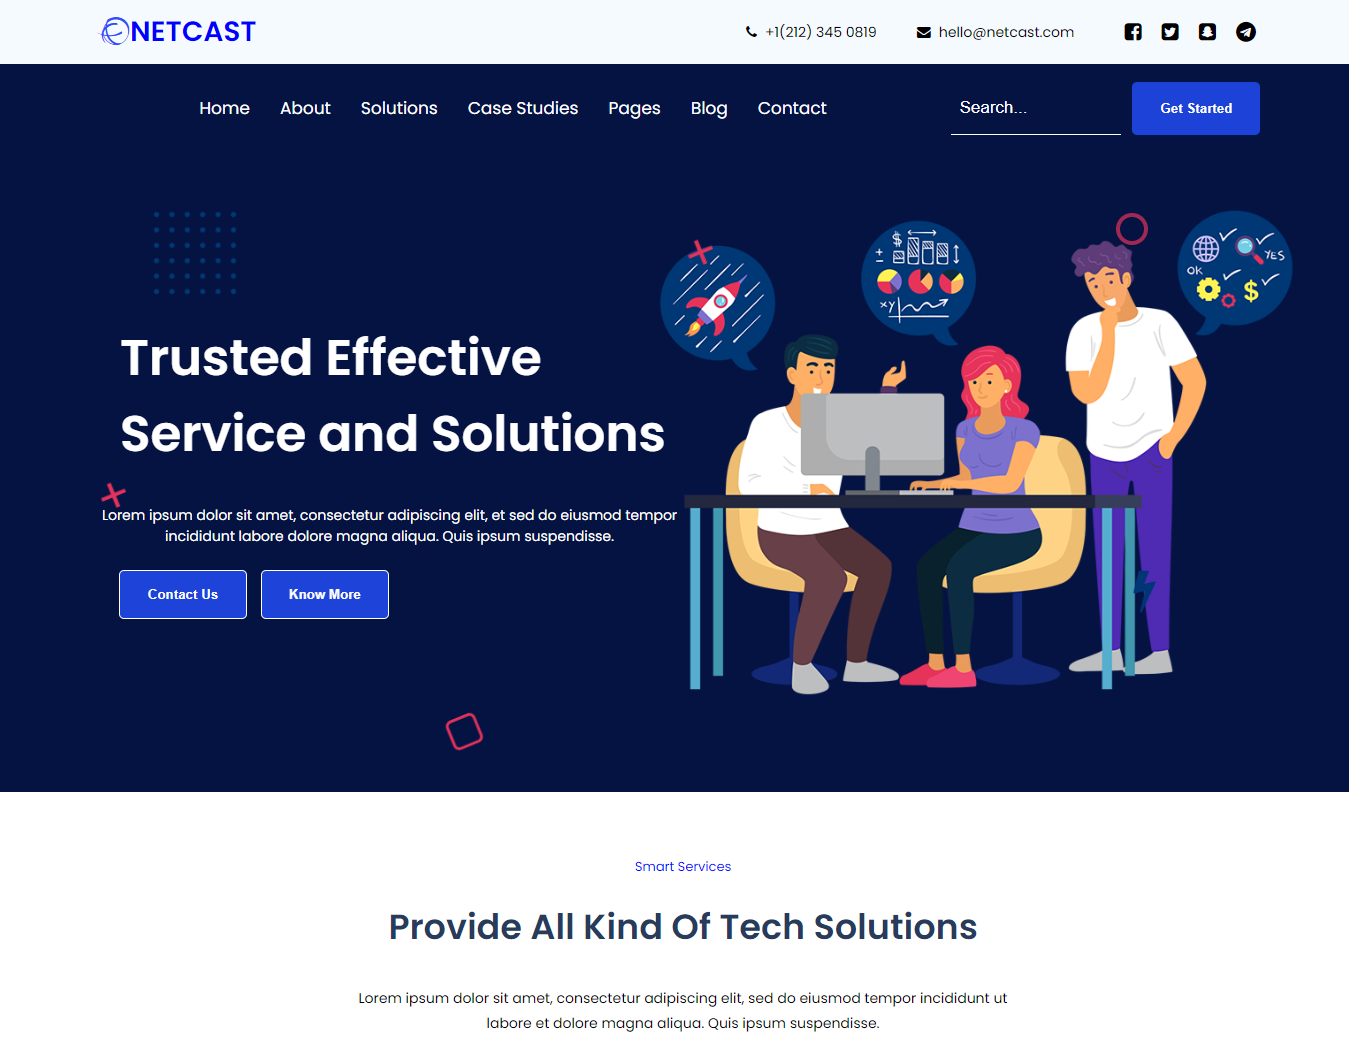 NETCAST
+1(212) 345 0819
hello@netcast.com
Home About Solutions Case Studies Pages Blog Contact
Search...
Get Started
$
xy
OK
YES
$
Trusted Effective
Service and Solutions
Lorem ipsum dolor sit amet, consectetur adipiscing elit, et sed do eiusmod tempor
incididunt labore dolore magna aliqua. Quis ipsum suspendisse.
Contact Us
Know More
Smart Services
Provide All Kind Of Tech Solutions
Lorem ipsum dolor sit amet, consectetur adipiscing elit, sed do eiusmod tempor incididunt ut
labore et dolore magna aliqua. Quis ipsum suspendisse.